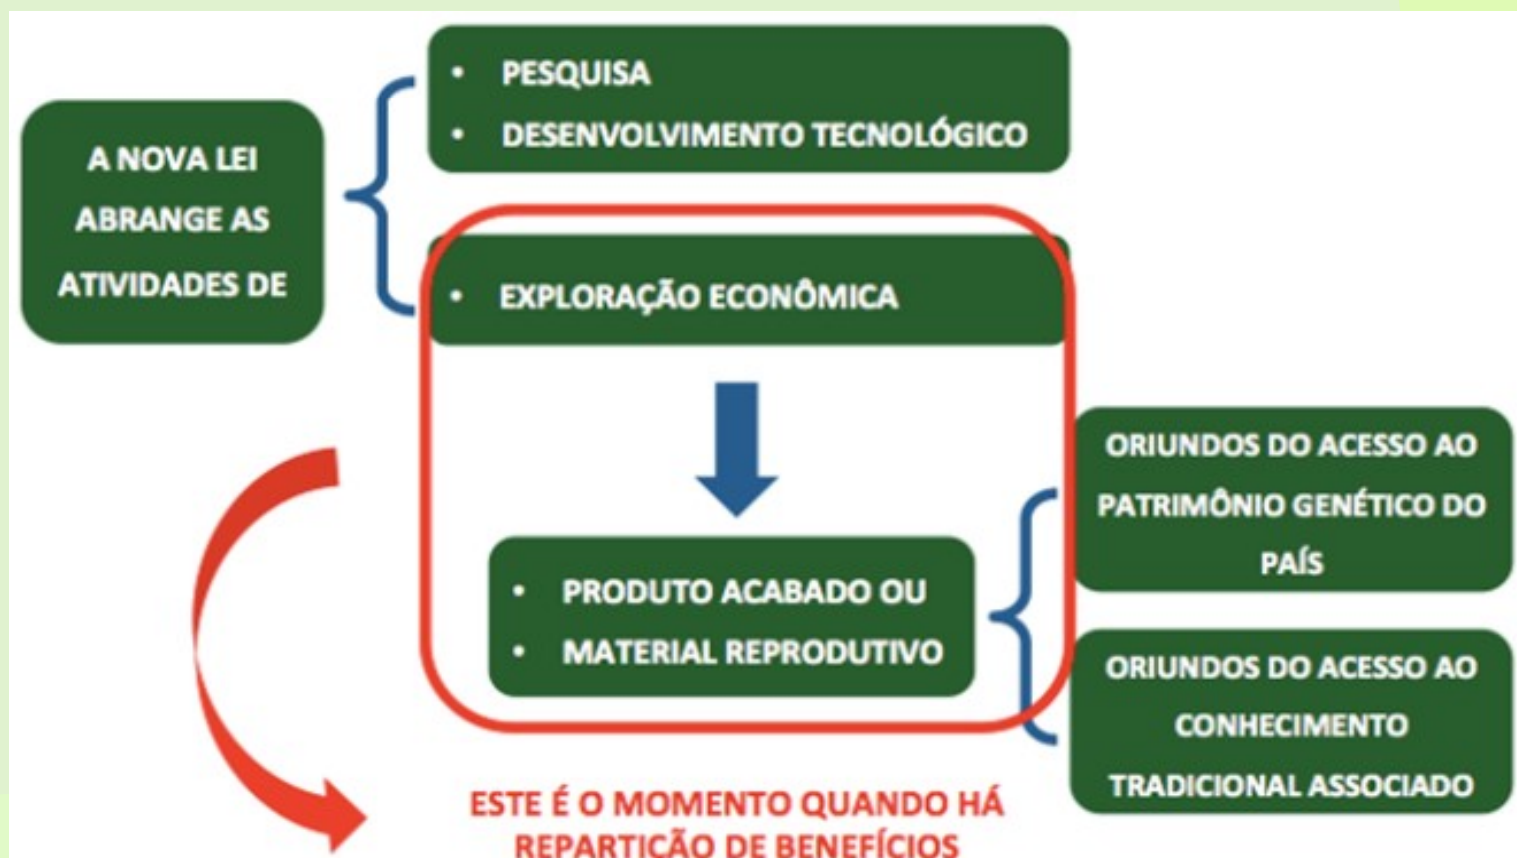 A NOVA LEI
ABRANGE AS
ATIVIDADES DE
• PESQUISA
• DESENVOLVIMENTO TECNOLÓGICO
• EXPLORAÇÃO ECONÔMICA
• PRODUTO ACABADO OU
• MATERIAL REPRODUTIVO
ORIUNDOS DO ACESSO AO
PATRIMÔNIO GENÉTICO DO
PAÍS
ORIUNDOS DO ACESSO AO
CONHECIMENTO
TRADICIONAL ASSOCIADO
ESTE É O MOMENTO QUANDO HÁ
REPARTIÇÃO DE BENEFÍCIOS